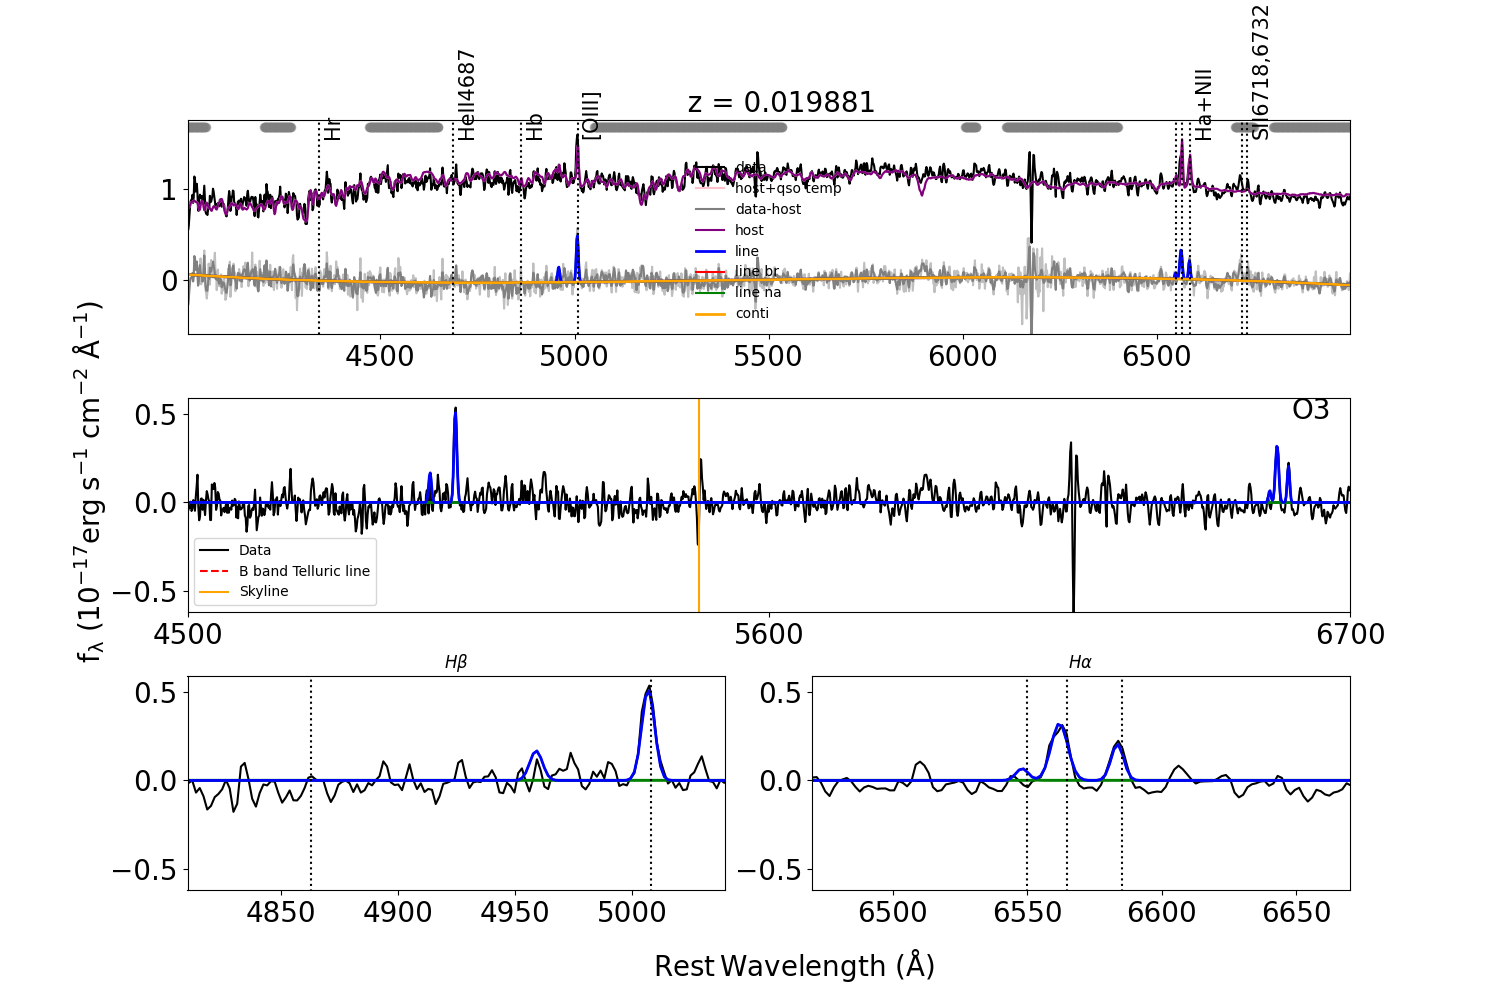 z = 0.019881
Hr
HeII4687
Hb
[OIII]
Ha+NII
SII6718,6732
data
host+qso temp
data-host
host
line
line br
line na
conti
1
0
4500 5000 5500 6000 6500
f_λ (10^{-17}erg s^{-1} cm^{-2} Å^{-1})
O3
0.5
0.0
−0.5
Data
B band Telluric line
Skyline
4500 5600 6700
Hβ
0.5
0.0
−0.5
4850 4900 4950 5000
Hα
0.5
0.0
−0.5
6500 6550 6600 6650
Rest Wavelength (Å)